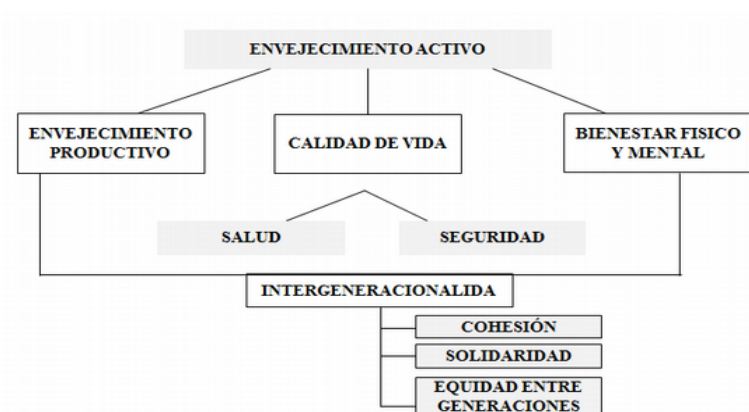 ENVEJECIMIENTO ACTIVO
ENVEJECIMIENTO
PRODUCTIVO
CALIDAD DE VIDA
BIENESTAR FISICO
Y MENTAL
SALUD
SEGURIDAD
INTERGENERACIONALIDA
COHESIÓN
SOLIDARIDAD
EQUIDAD ENTRE
GENERACIONES